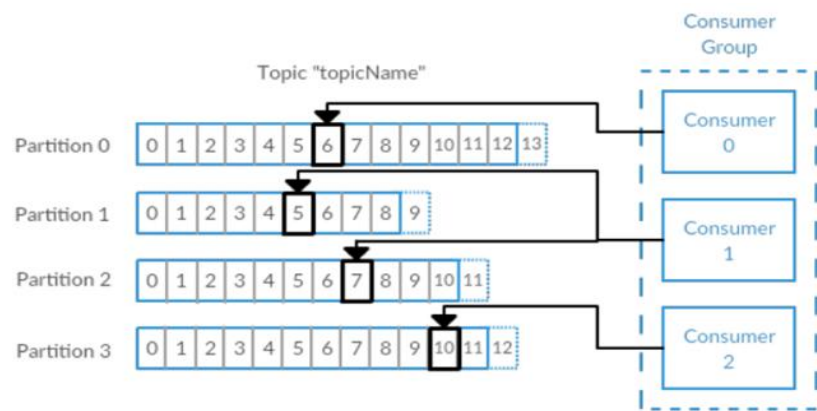 Consumer
Group
Topic "topicName"
Partition 0 0 1 2 3 4 5 6 7 8 9 10 11 12 13
Consumer
0
Partition 1 0 1 2 3 4 5 6 7 8 9
Consumer
1
Partition 2 0 1 2 3 4 5 6 7 8 9 10 11
Partition 3 0 1 2 3 4 5 6 7 8 9 10 11 12
Consumer
2